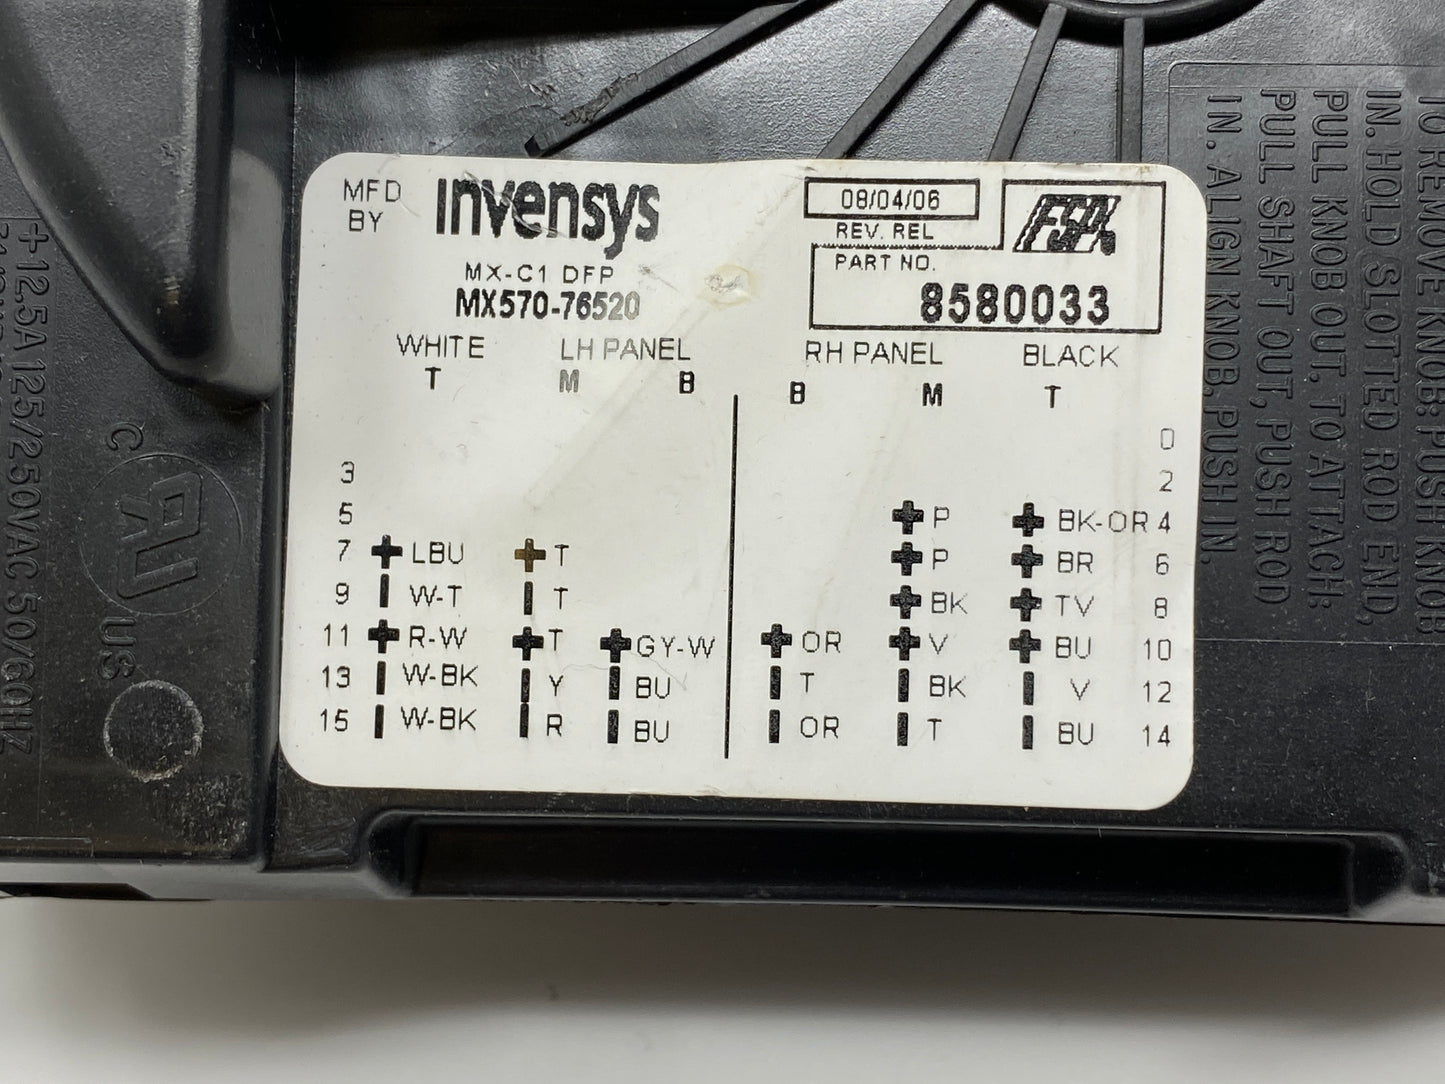 MFD
BY
Invensys
MX-C1 DFP
MX570-76520
08/04/06
REV. REL
FSP
PART NO.
8580033
WHITE LH PANEL RH PANEL BLACK
T M B B M T
0
3 2
5 P BK-OR 4
7 LBU T P BR 6
9 W-T T BK TV 8
11 R-W T GY-W OR V BU 10
13 W-BK Y BU T BK V 12
15 W-BK R BU OR T BU 14
+12.5A 125/250VAC 50/60HZ
C
US
TO REMOVE KNOB: PUSH KNOB
IN. HOLD SLOTTED ROD END,
PULL KNOB OUT. TO ATTACH:
PULL SHAFT OUT, PUSH ROD
IN. ALIGN KNOB, PUSH IN.